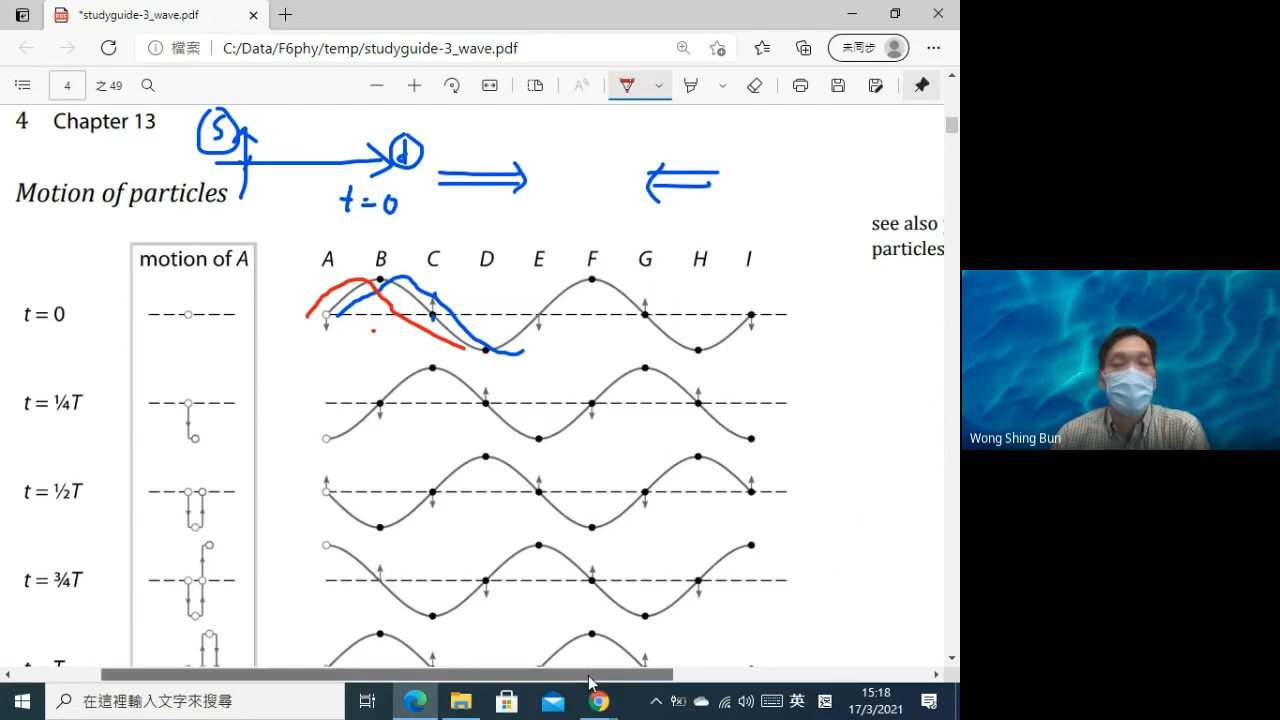 *studyguide-3_wave.pdf
檔案 C:/Data/F6phy/temp/studyguide-3_wave.pdf
未同步
4 之 49
4 Chapter 13
S
d
t = 0
Motion of particles
see also
particles
motion of A
A B C D E F G H I
t = 0
t = ¼T
t = ½T
t = ¾T
Wong Shing Bun
在這裡輸入文字來搜尋
英
15:18
17/3/2021